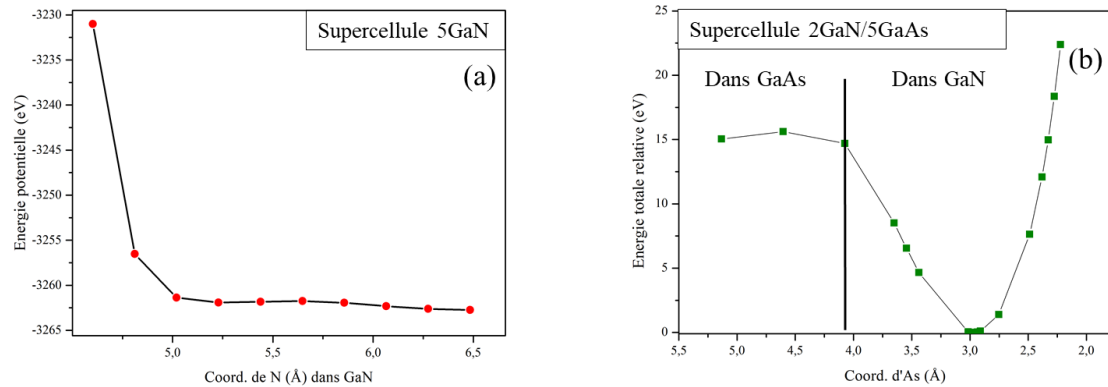 Supercellule 5GaN
(a)
Energie potentielle (eV)
-3230
-3235
-3240
-3245
-3250
-3255
-3260
-3265
5,0
5,5
6,0
6,5
Coord. de N (Å) dans GaN
Supercellule 2GaN/5GaAs
(b)
Dans GaAs
Dans GaN
Energie totale relative (eV)
25
20
15
10
5
0
5,5
5,0
4,5
4,0
3,5
3,0
2,5
2,0
Coord. d'As (Å)